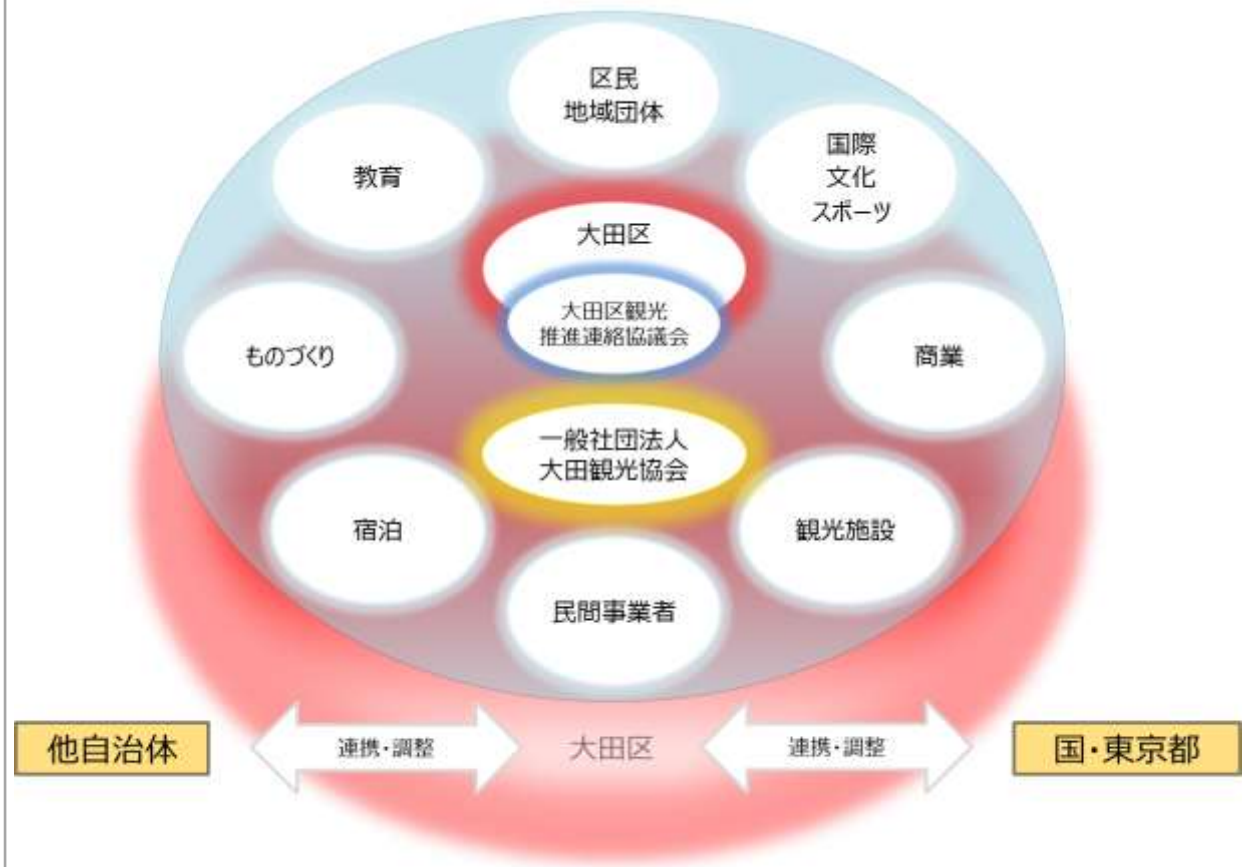 区民
地域団体
教育
国際
文化
スポーツ
大田区
大田区観光
推進連絡協議会
ものづくり
商業
一般社団法人
大田観光協会
宿泊
観光施設
民間事業者
他自治体
連携・調整
大田区
連携・調整
国・東京都